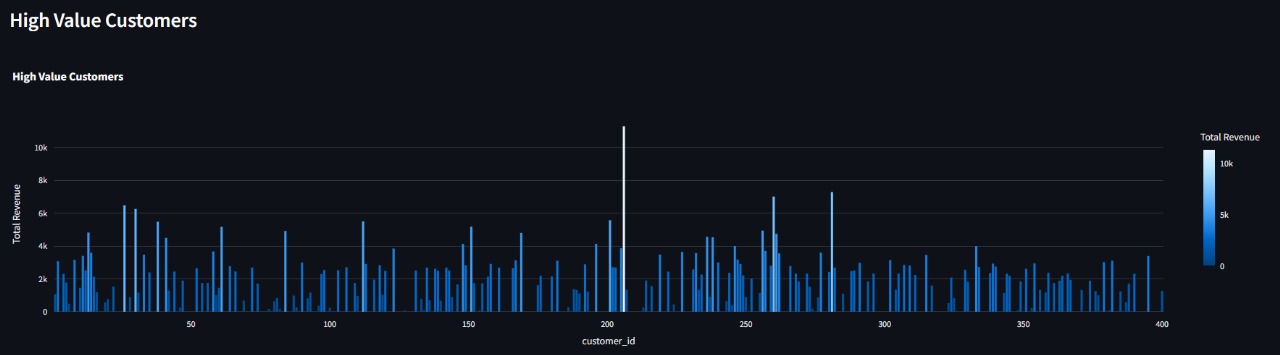 High Value Customers
High Value Customers
Total Revenue
10k
8k
6k
4k
2k
0
50
100
150
200
250
300
350
400
customer_id
Total Revenue
10k
5k
0